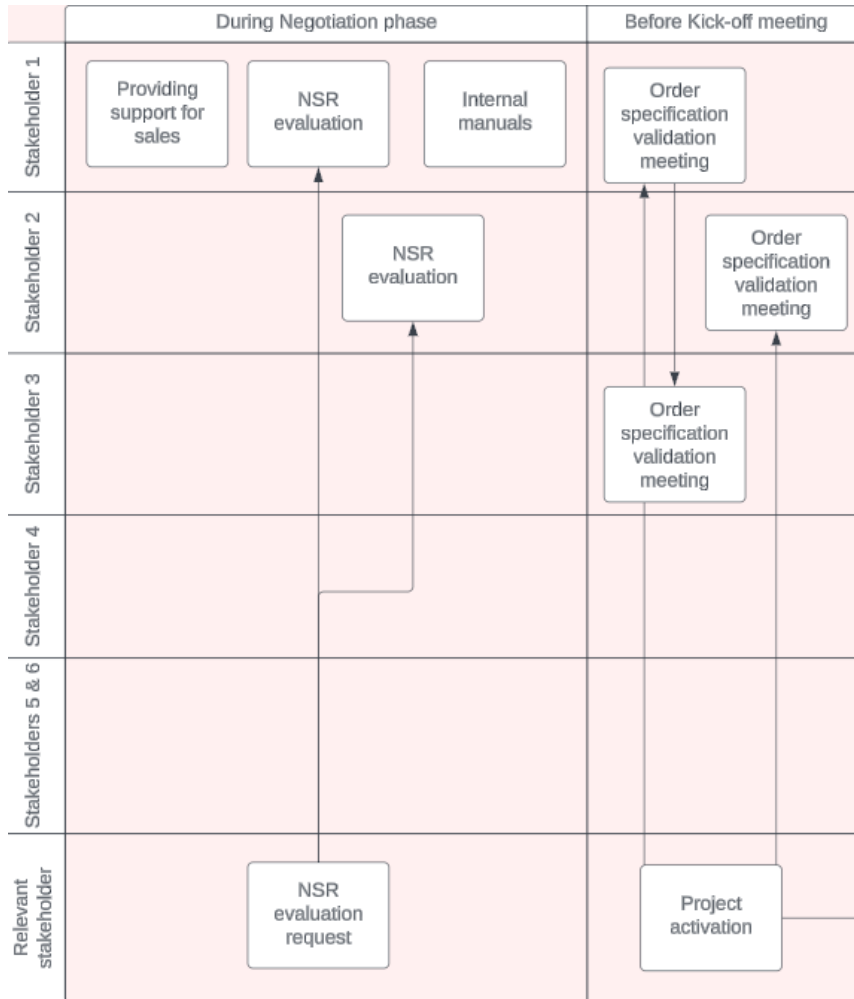 During Negotiation phase
Before Kick-off meeting
Stakeholder 1
Providing
support for
sales
NSR
evaluation
Internal
manuals
Order
specification
validation
meeting
Stakeholder 2
NSR
evaluation
Order
specification
validation
meeting
Stakeholder 3
Order
specification
validation
meeting
Stakeholder 4
Stakeholders 5 & 6
Relevant
stakeholder
NSR
evaluation
request
Project
activation